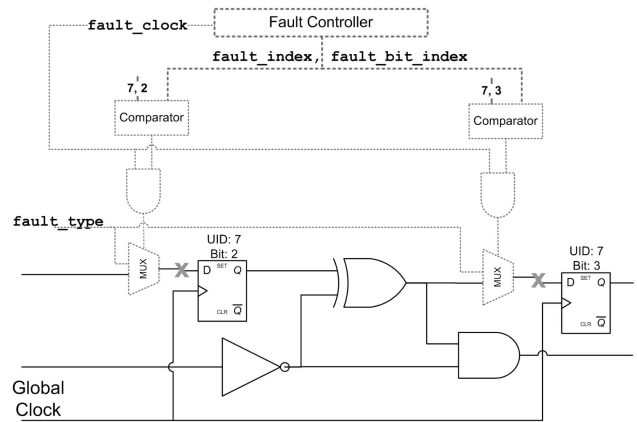 Fault Controller
fault_clock
fault_index, fault_bit_index
7, 2
7, 3
Comparator
Comparator
fault_type
UID: 7
Bit: 2
UID: 7
Bit: 3
MUX
MUX
D SET Q
CLR Q
D SET Q
CLR Q
Global
Clock